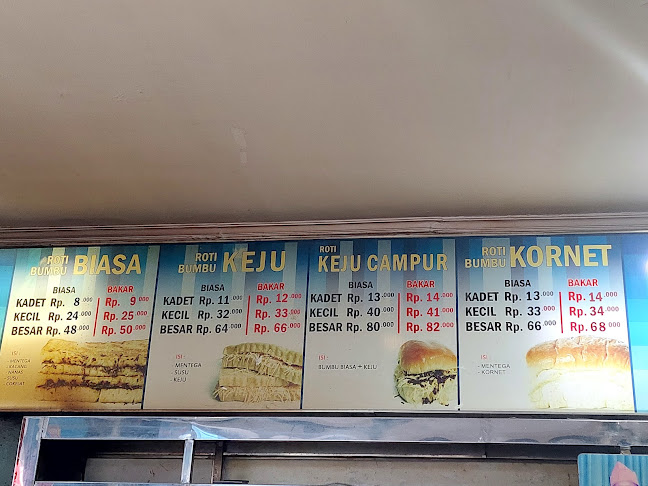 ROTI
BUMBU BIASA
BIASA BAKAR
KADET Rp. 8.000 Rp. 9.000
KECIL Rp. 24.000 Rp. 25.000
BESAR Rp. 48.000 Rp. 50.000
ISI :
- MENTEGA
- KACANG
NANAS
- COKLAT
ROTI
BUMBU KEJU
BIASA BAKAR
KADET Rp. 11.000 Rp. 12.000
KECIL Rp. 32.000 Rp. 33.000
BESAR Rp. 64.000 Rp. 66.000
ISI :
- MENTEGA
- SUSU
- KEJU
ROTI
KEJU CAMPUR
BIASA BAKAR
KADET Rp. 13.000 Rp. 14.000
KECIL Rp. 40.000 Rp. 41.000
BESAR Rp. 80.000 Rp. 82.000
ISI :
BUMBU BIASA + KEJU
ROTI
BUMBU KORNET
BIASA BAKAR
KADET Rp. 13.000 Rp. 14.000
KECIL Rp. 33.000 Rp. 34.000
BESAR Rp. 66.000 Rp. 68.000
ISI :
- MENTEGA
- KORNET